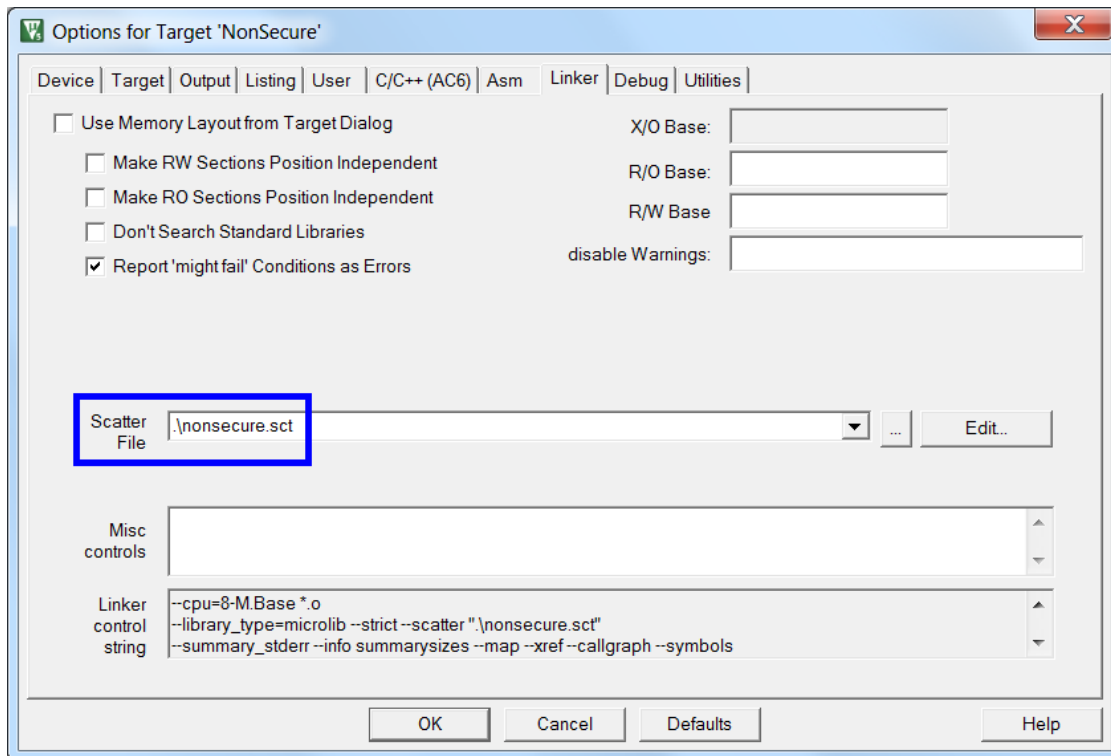 Options for Target 'NonSecure'
Device Target Output Listing User C/C++ (AC6) Asm Linker Debug Utilities
Use Memory Layout from Target Dialog
Make RW Sections Position Independent
Make RO Sections Position Independent
Don't Search Standard Libraries
Report 'might fail' Conditions as Errors
X/O Base:
R/O Base:
R/W Base
disable Warnings:
Scatter
File
.\nonsecure.sct
...
Edit...
Misc
controls
Linker
control
string
--cpu=8-M.Base *.o
--library_type=microlib --strict --scatter ".\nonsecure.sct"
--summary_stderr --info summarysizes --map --xref --callgraph --symbols
OK Cancel Defaults Help